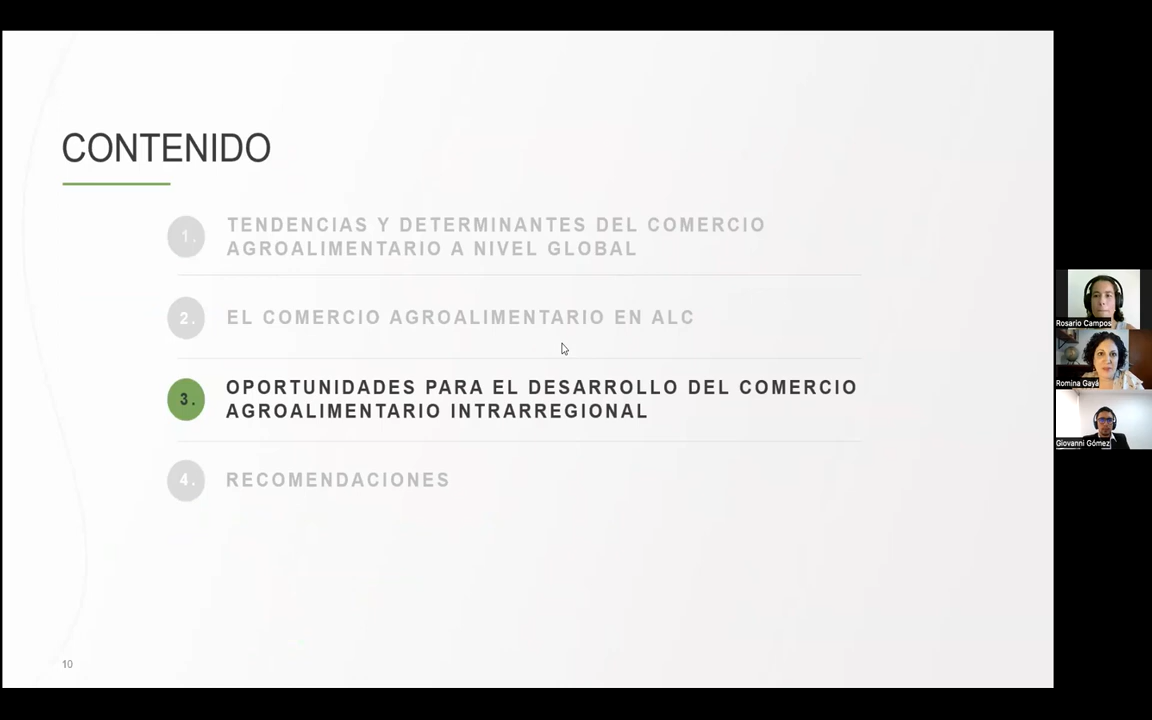 CONTENIDO
1.
TENDENCIAS Y DETERMINANTES DEL COMERCIO
AGROALIMENTARIO A NIVEL GLOBAL
2.
EL COMERCIO AGROALIMENTARIO EN ALC
3.
OPORTUNIDADES PARA EL DESARROLLO DEL COMERCIO
AGROALIMENTARIO INTRARREGIONAL
4.
RECOMENDACIONES
10
Rosario Campos
Romina Gayá
Giovanni Gómez